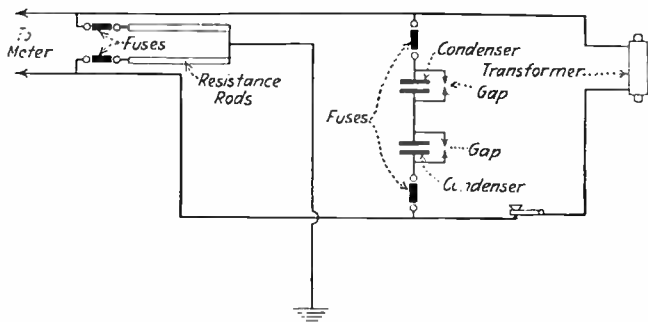 To
Meter
Fuses
Resistance
Rods
Condenser
Transformer
Gap
Fuses
Gap
Condenser